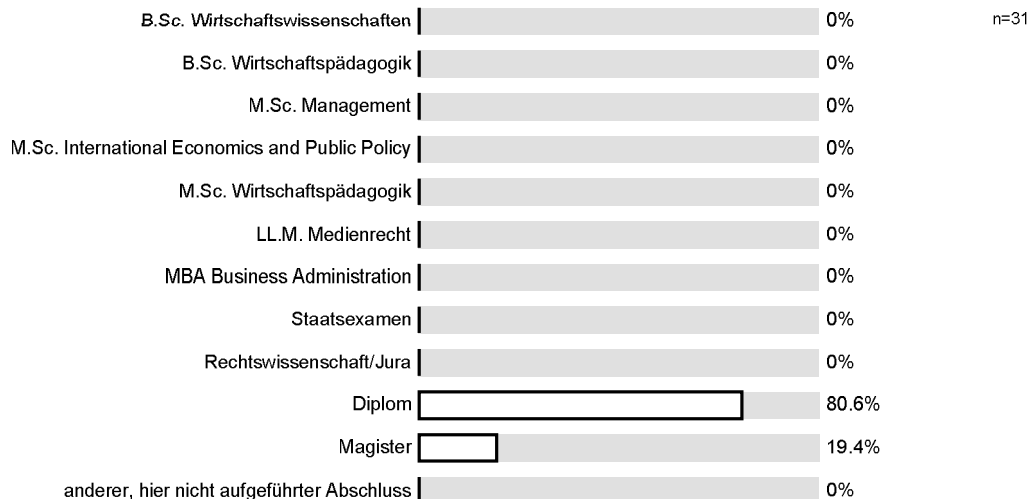 B.Sc. Wirtschaftswissenschaften 0% n=31
B.Sc. Wirtschaftspädagogik 0%
M.Sc. Management 0%
M.Sc. International Economics and Public Policy 0%
M.Sc. Wirtschaftspädagogik 0%
LL.M. Medienrecht 0%
MBA Business Administration 0%
Staatsexamen 0%
Rechtswissenschaft/Jura 0%
Diplom 80.6%
Magister 19.4%
anderer, hier nicht aufgeführter Abschluss 0%